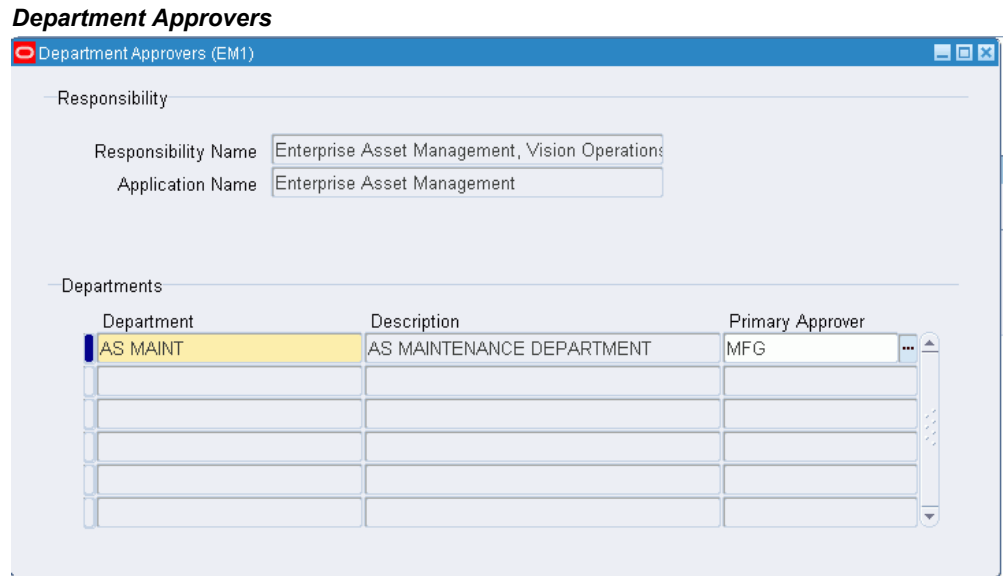 Department Approvers
Department Approvers (EM1)
Responsibility
Responsibility Name Enterprise Asset Management, Vision Operations
Application Name Enterprise Asset Management
Departments
Department Description Primary Approver
AS MAINT AS MAINTENANCE DEPARTMENT MFG